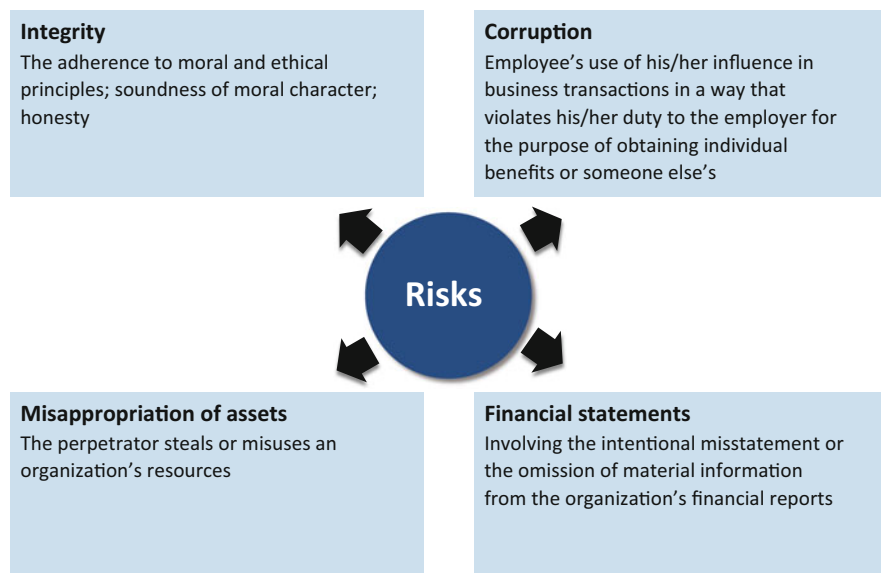 Integrity
The adherence to moral and ethical
principles; soundness of moral character;
honesty
Corruption
Employee’s use of his/her influence in
business transactions in a way that
violates his/her duty to the employer for
the purpose of obtaining individual
benefits or someone else’s
Risks
Misappropriation of assets
The perpetrator steals or misuses an
organization’s resources
Financial statements
Involving the intentional misstatement or
the omission of material information
from the organization’s financial reports